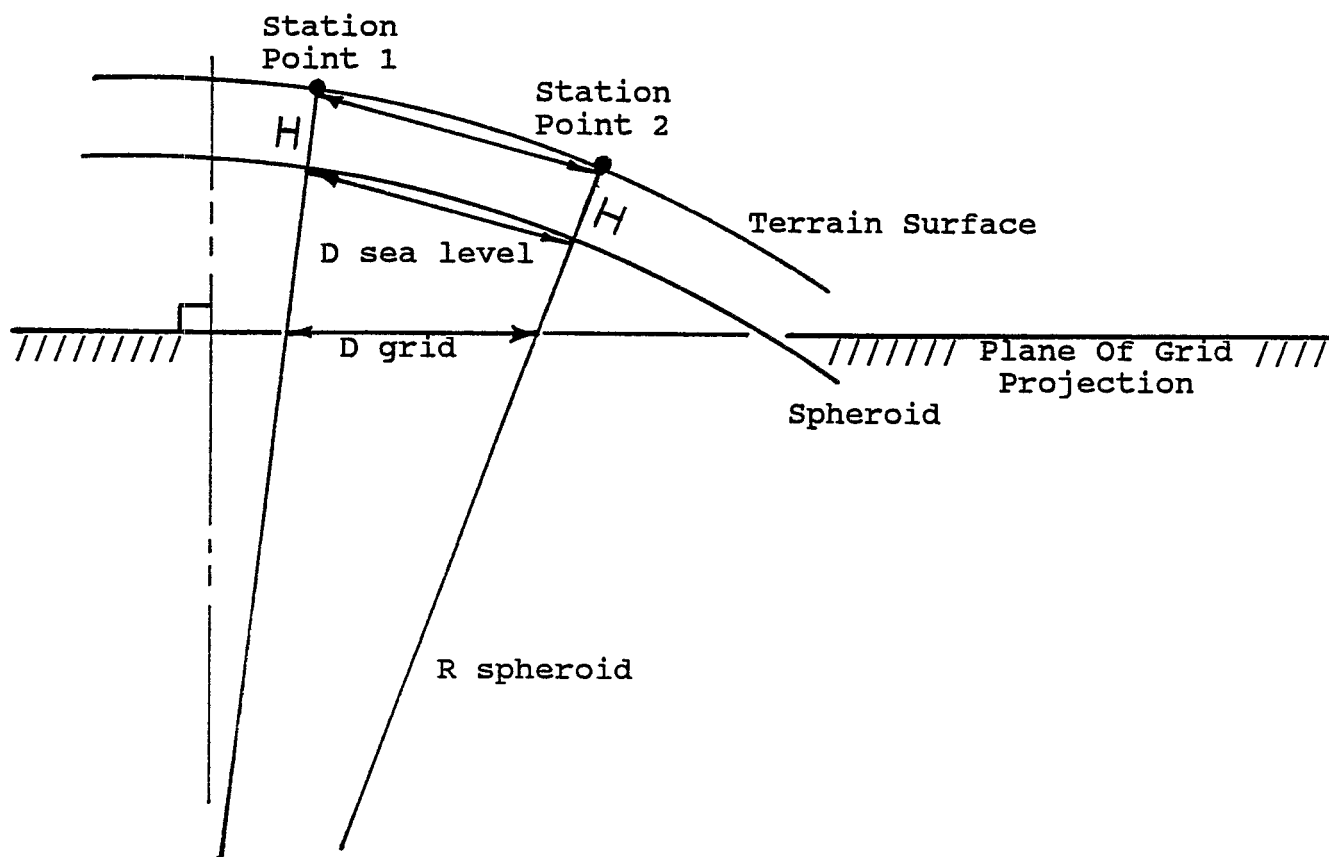 Station
Point 1
Station
Point 2
H
H
Terrain Surface
D sea level
D grid
///////// 
/////// Plane Of Grid ////
Projection
Spheroid
R spheroid